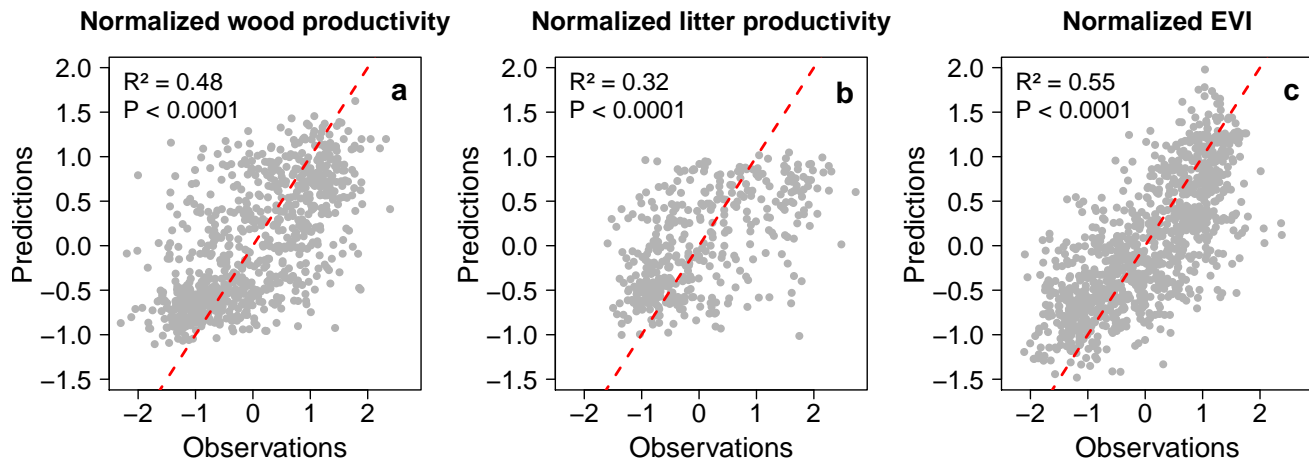 Normalized wood productivity
R² = 0.48
P < 0.0001
a
2.0
1.5
1.0
0.5
0.0
−0.5
−1.0
−1.5
Predictions
−2 −1 0 1 2
Observations
Normalized litter productivity
R² = 0.32
P < 0.0001
b
2.0
1.5
1.0
0.5
0.0
−0.5
−1.0
−1.5
Predictions
−2 −1 0 1 2
Observations
Normalized EVI
R² = 0.55
P < 0.0001
c
2.0
1.5
1.0
0.5
0.0
−0.5
−1.0
−1.5
Predictions
−2 −1 0 1 2
Observations